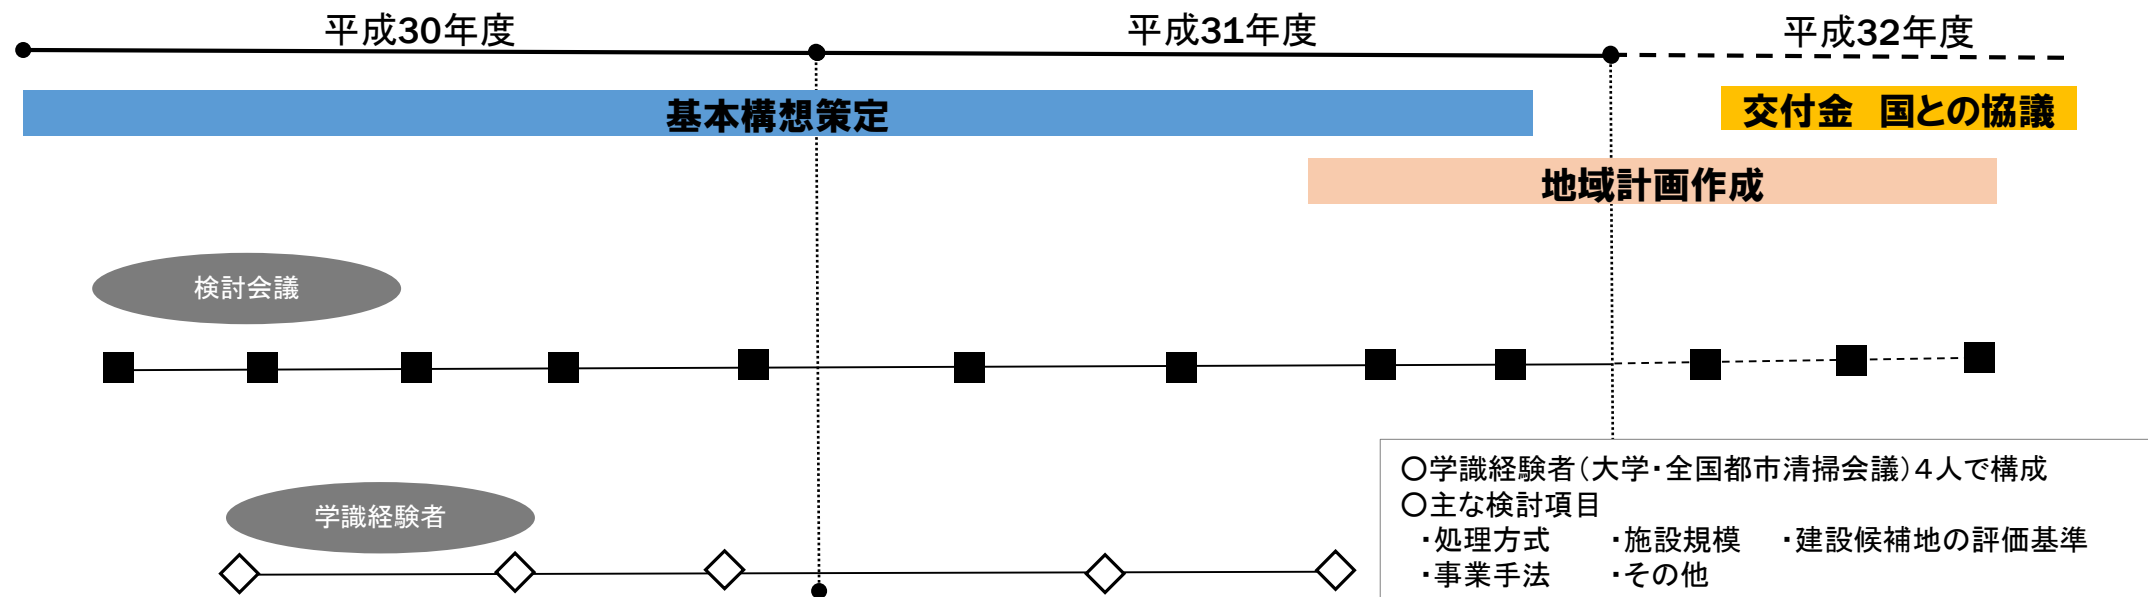 平成30年度
平成31年度
平成32年度
基本構想策定
交付金　国との協議
地域計画作成
検討会議
学識経験者
〇学識経験者（大学・全国都市清掃会議）４人で構成
〇主な検討項目
・処理方式　　・施設規模　・建設候補地の評価基準
・事業手法　　・その他